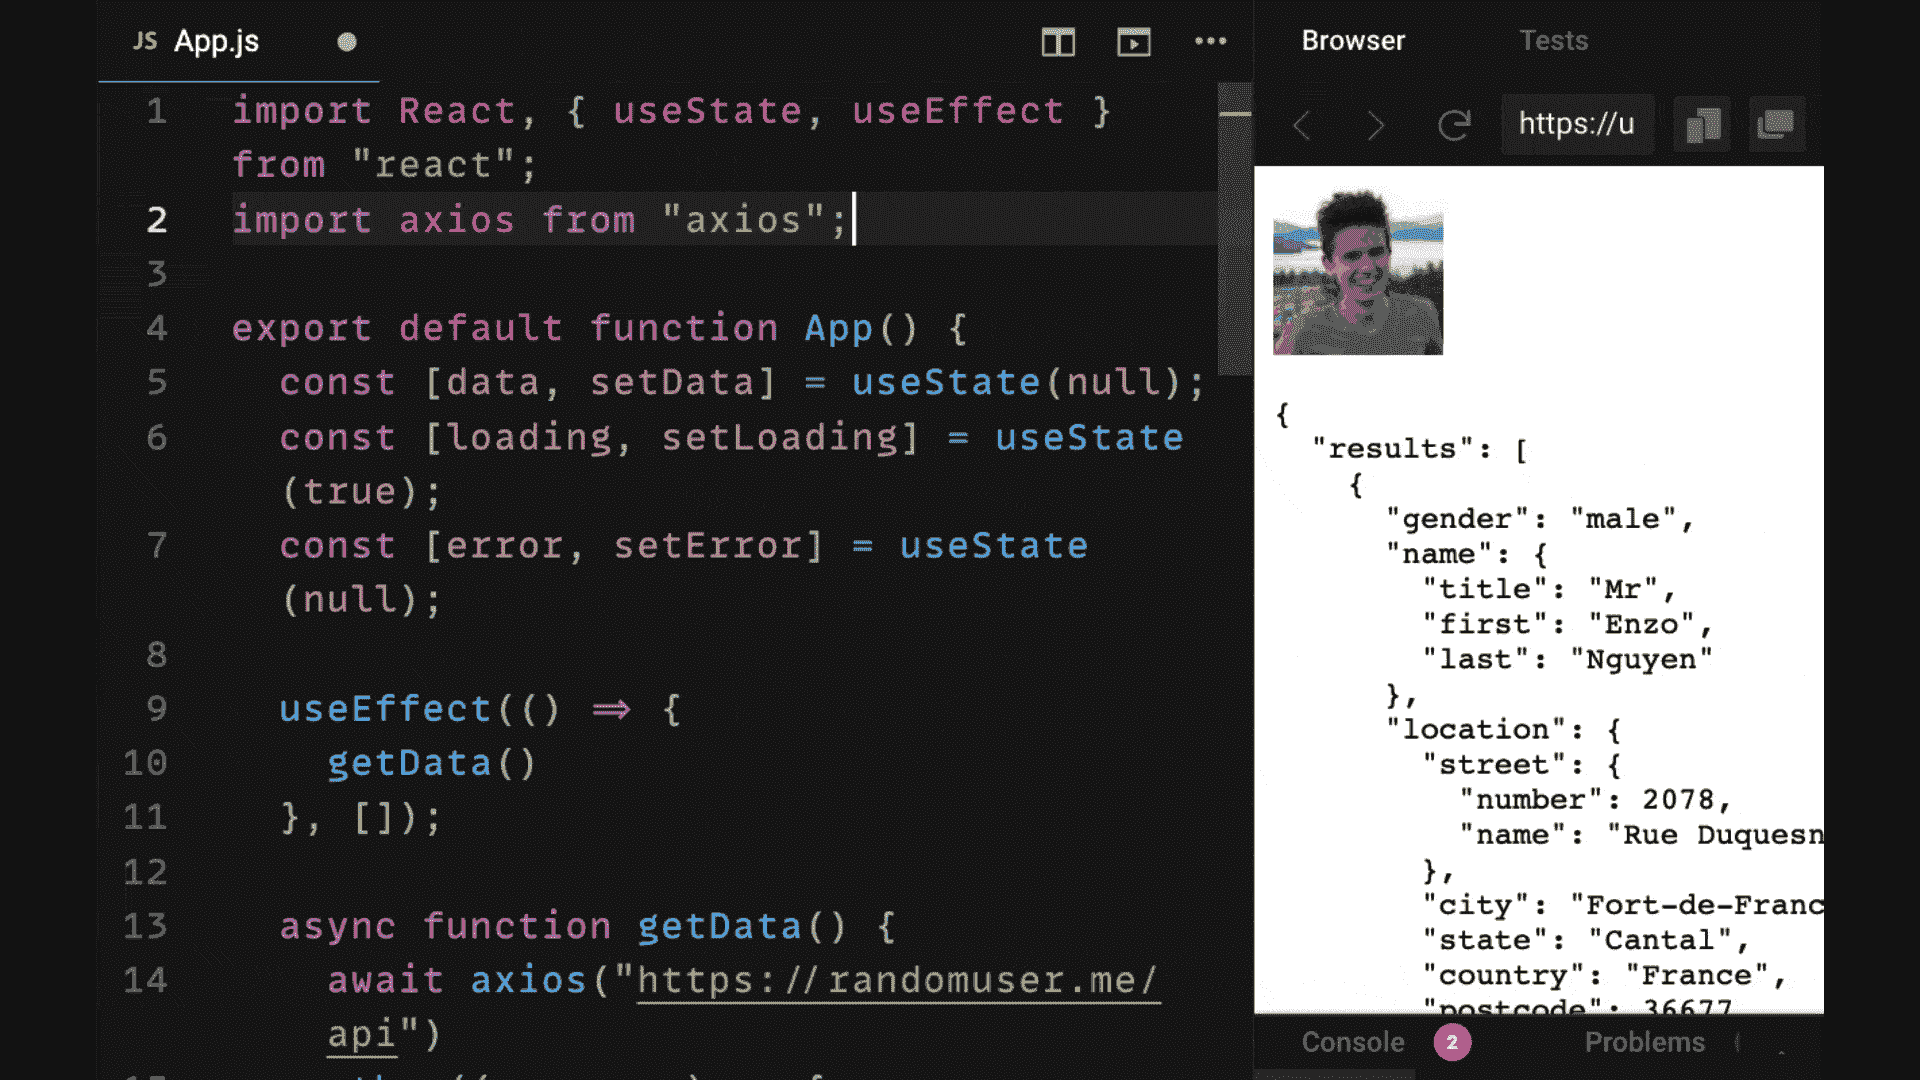 JS App.js
1 import React, { useState, useEffect }
from "react";
2 import axios from "axios";
3
4 export default function App() {
5 const [data, setData] = useState(null);
6 const [loading, setLoading] = useState
(true);
7 const [error, setError] = useState
(null);
8
9 useEffect(() => {
10 getData()
11 }, []);
12
13 async function getData() {
14 await axios("https://randomuser.me/
api")
Browser Tests
https://u
{
"results": [
{
"gender": "male",
"name": {
"title": "Mr",
"first": "Enzo",
"last": "Nguyen"
},
"location": {
"street": {
"number": 2078,
"name": "Rue Duquesn
},
"city": "Fort-de-Franc
"state": "Cantal",
"country": "France",
"postcode": 36677
Console 2 Problems